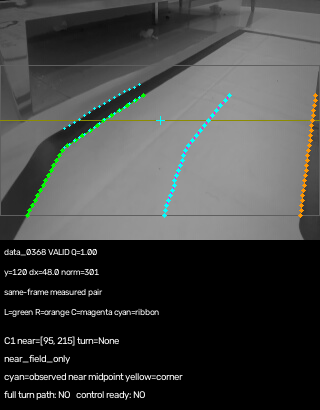 data_0368 VALID Q=1.00
y=120 dx=48.0 norm=301
same-frame measured pair
L=green R=orange C=magenta cyan=ribbon
C1 near=[95, 215] turn=None
near_field_only
cyan=observed near midpoint yellow=corner
full turn path: NO control ready: NO